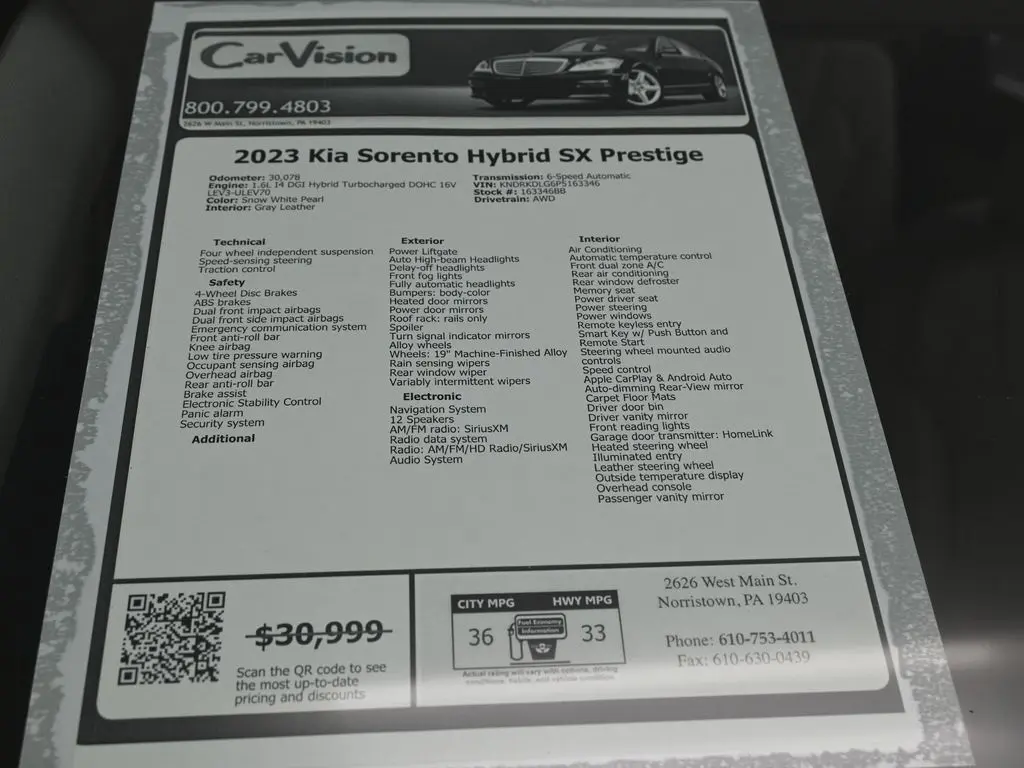 CarVision
800.799.4803
2626 W Main St, Norristown, PA 19403
2023 Kia Sorento Hybrid SX Prestige
Odometer: 30,078
Engine: 1.6L I4 DGI Hybrid Turbocharged DOHC 16V
LEV3-ULEV70
Color: Snow White Pearl
Interior: Gray Leather
Transmission: 6-Speed Automatic
VIN: KNDRKDLG6P5163346
Stock #: 163346BB
Drivetrain: AWD
Technical
Four wheel independent suspension
Speed-sensing steering
Traction control
Safety
4-Wheel Disc Brakes
ABS brakes
Dual front impact airbags
Dual front side impact airbags
Emergency communication system
Front anti-roll bar
Knee airbag
Low tire pressure warning
Occupant sensing airbag
Overhead airbag
Rear anti-roll bar
Brake assist
Electronic Stability Control
Panic alarm
Security system
Additional
Exterior
Power Liftgate
Auto High-beam Headlights
Delay-off headlights
Front fog lights
Fully automatic headlights
Bumpers: body-color
Heated door mirrors
Power door mirrors
Roof rack: rails only
Spoiler
Turn signal indicator mirrors
Alloy wheels
Wheels: 19" Machine-Finished Alloy
Rain sensing wipers
Rear window wiper
Variably intermittent wipers
Electronic
Navigation System
12 Speakers
AM/FM radio: SiriusXM
Radio data system
Radio: AM/FM/HD Radio/SiriusXM
Audio System
Interior
Air Conditioning
Automatic temperature control
Front dual zone A/C
Rear air conditioning
Rear window defroster
Memory seat
Power driver seat
Power steering
Power windows
Remote keyless entry
Smart Key w/ Push Button and
Remote Start
Steering wheel mounted audio
controls
Speed control
Apple CarPlay & Android Auto
Auto-dimming Rear-View mirror
Carpet Floor Mats
Driver door bin
Driver vanity mirror
Front reading lights
Garage door transmitter: HomeLink
Heated steering wheel
Illuminated entry
Leather steering wheel
Outside temperature display
Overhead console
Passenger vanity mirror
$30,999
Scan the QR code to see
the most up-to-date
pricing and discounts
CITY MPG
HWY MPG
36
Fuel Economy
Information
33
Actual rating will vary with options, driving
conditions, habits, and vehicle condition.
2626 West Main St.
Norristown, PA 19403
Phone: 610-753-4011
Fax: 610-630-0439